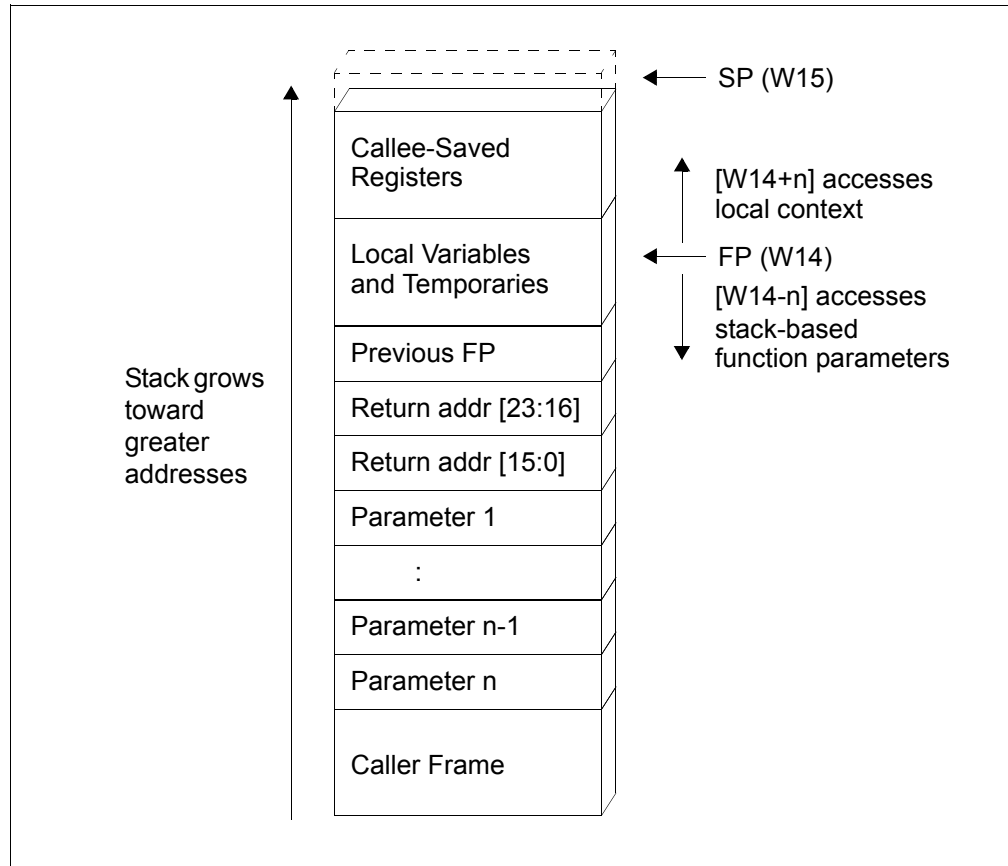 SP (W15)
Callee-Saved
Registers
[W14+n] accesses
local context
Local Variables
and Temporaries
FP (W14)
[W14-n] accesses
stack-based
function parameters
Previous FP
Stack grows
toward
greater
addresses
Return addr [23:16]
Return addr [15:0]
Parameter 1
:
Parameter n-1
Parameter n
Caller Frame